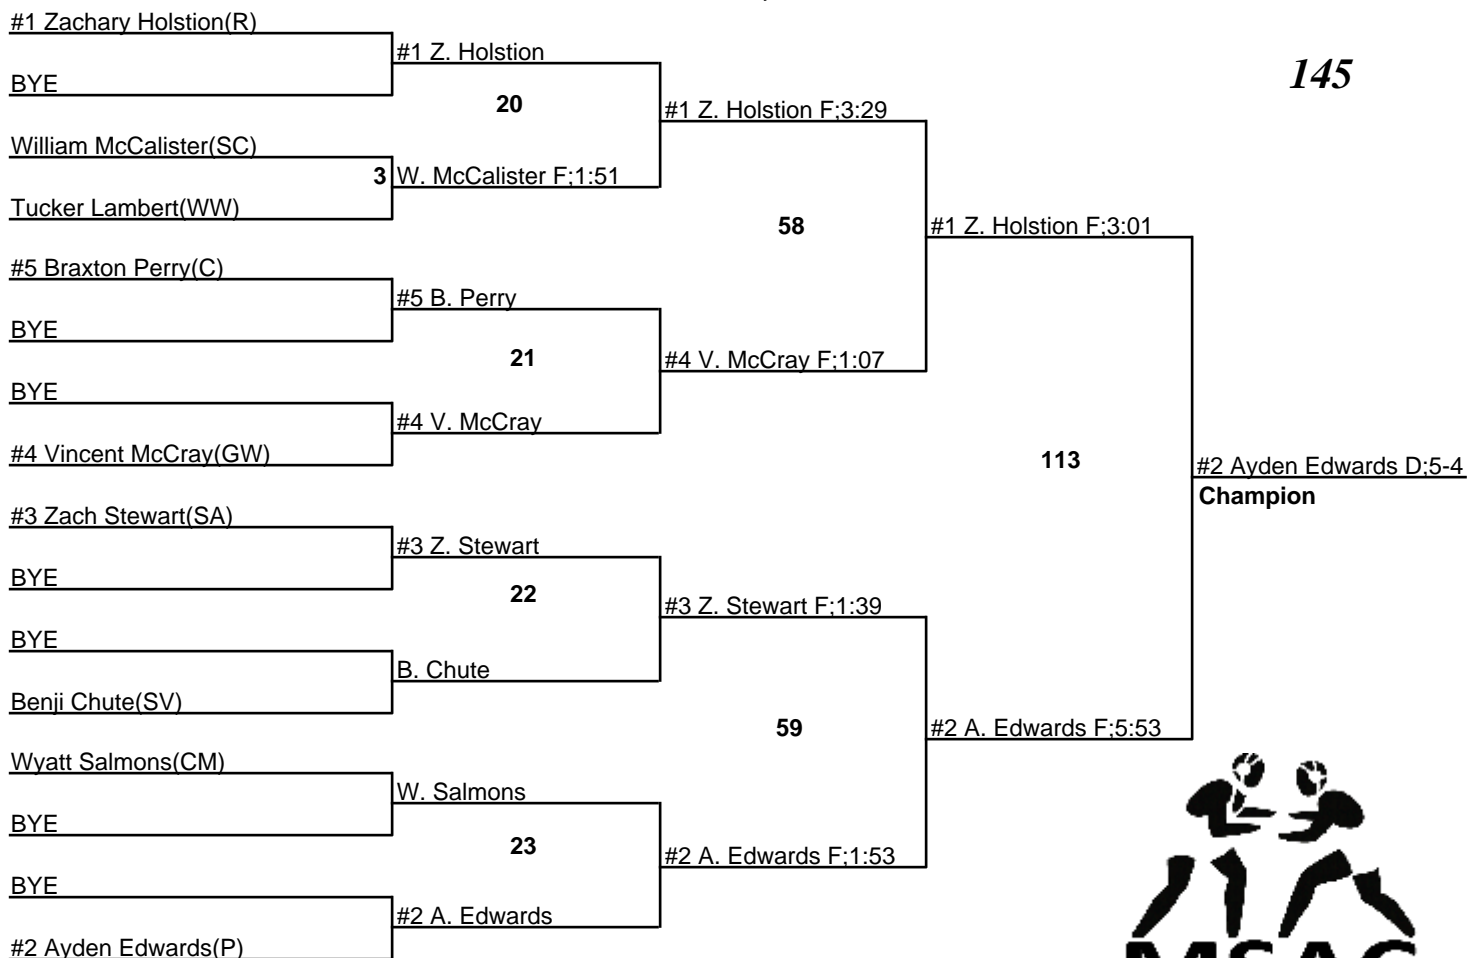 #1 Zachary Holstion(R)
BYE
William McCalister(SC)
Tucker Lambert(WW)
#5 Braxton Perry(C)
BYE
BYE
#4 Vincent McCray(GW)
#3 Zach Stewart(SA)
BYE
BYE
Benji Chute(SV)
Wyatt Salmons(CM)
BYE
BYE
#2 Ayden Edwards(P)
#1 Z. Holstion
20
3 W. McCalister F;1:51
#5 B. Perry
21
#4 V. McCray
#3 Z. Stewart
22
B. Chute
W. Salmons
23
#2 A. Edwards
#1 Z. Holstion F;3:29
58
#4 V. McCray F;1:07
#3 Z. Stewart F;1:39
59
#2 A. Edwards F;1:53
#1 Z. Holstion F;3:01
113
#2 A. Edwards F;5:53
145
#2 Ayden Edwards D;5-4
Champion
MSAC